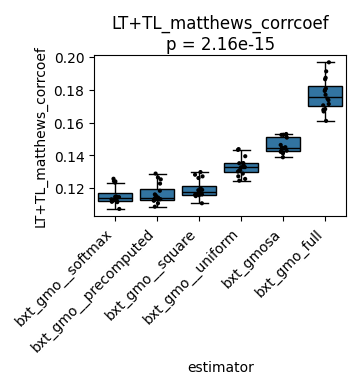 LT+TL_matthews_corrcoef
p = 2.16e-15
LT+TL_matthews_corrcoef
0.20
0.18
0.16
0.14
0.12
bxt_gmo__softmax
bxt_gmo__precomputed
bxt_gmo__square
bxt_gmo__uniform
bxt_gmosa
bxt_gmo_full
estimator